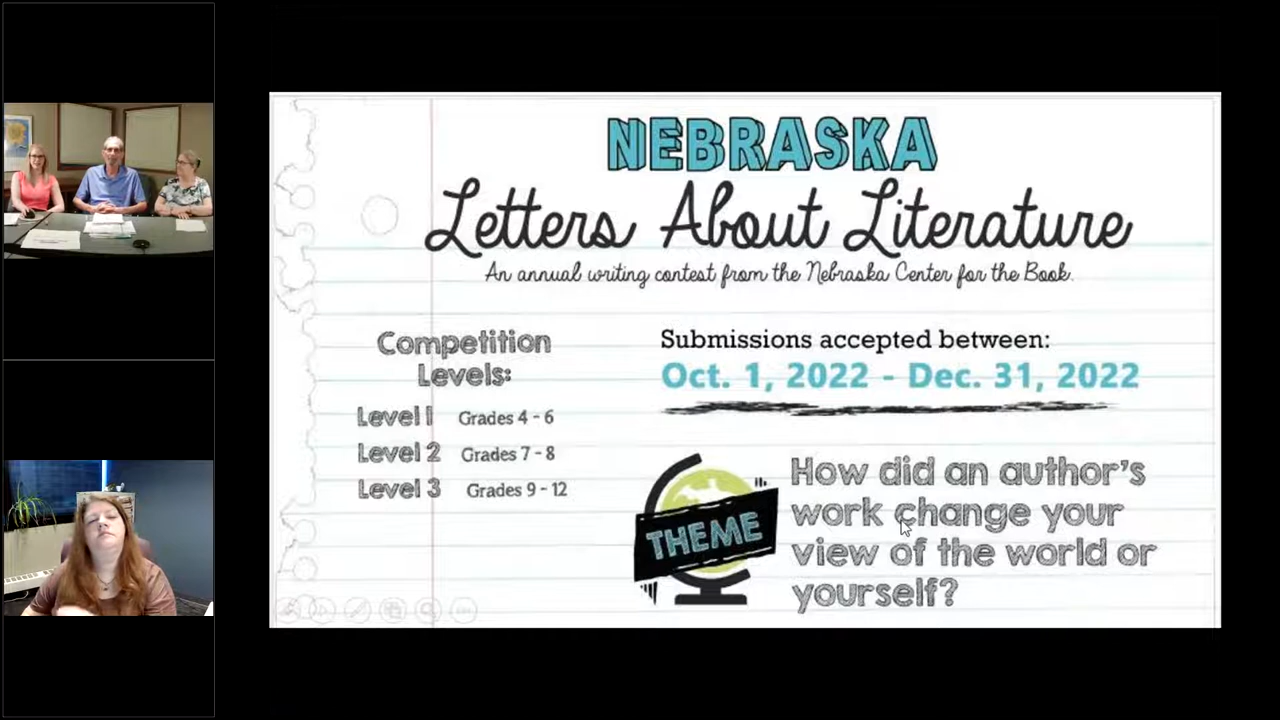 NEBRASKA
Letters About Literature
An annual writing contest from the Nebraska Center for the Book.
Competition
Levels:
Level 1 Grades 4 - 6
Level 2 Grades 7 - 8
Level 3 Grades 9 - 12
Submissions accepted between:
Oct. 1, 2022 - Dec. 31, 2022
THEME
How did an author's
work change your
view of the world or
yourself?